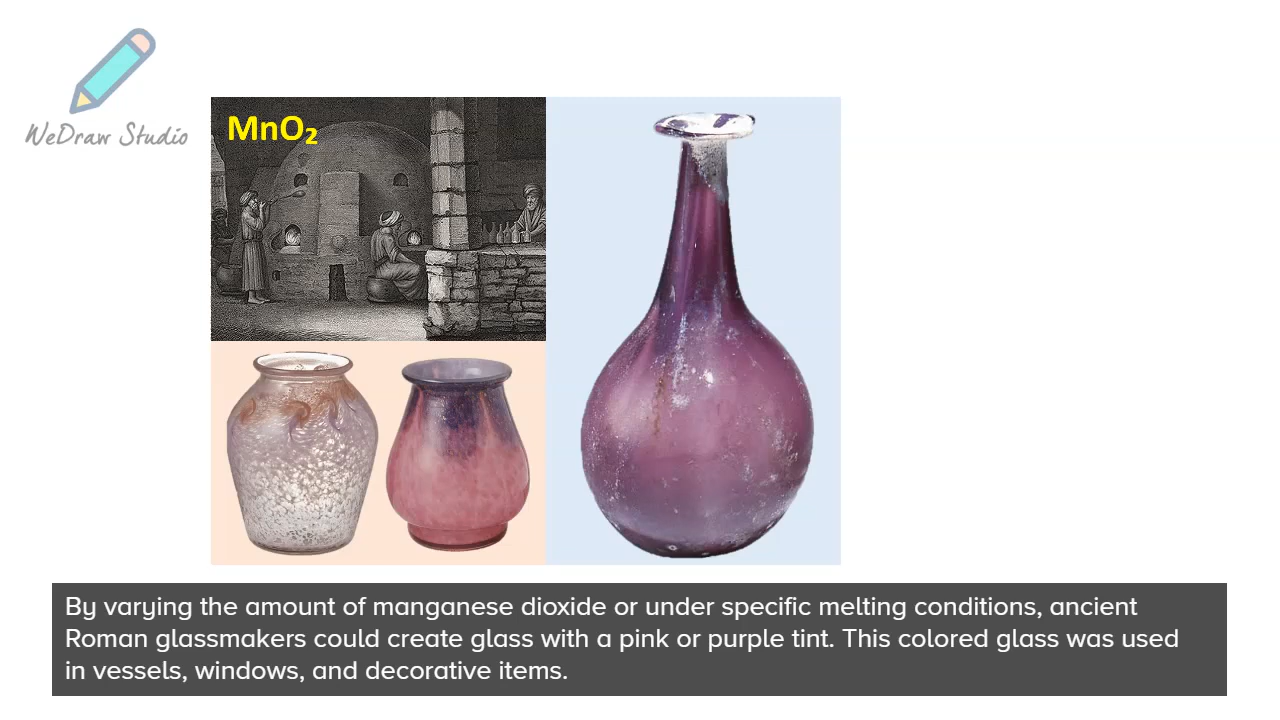 WeDraw Studio
MnO₂
By varying the amount of manganese dioxide or under specific melting conditions, ancient
Roman glassmakers could create glass with a pink or purple tint. This colored glass was used
in vessels, windows, and decorative items.